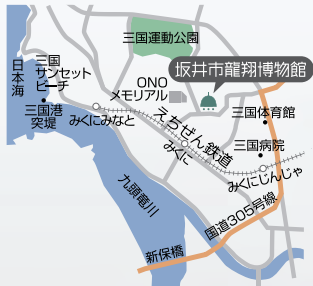 三国運動公園
日本海
三国
サンセット
ビーチ
ONO
メモリアル
坂井市龍翔博物館
三国港
突堤
みくにみなと
えちぜん鉄道
三国体育館
みくに
三国病院
みくにじんじゃ
九頭竜川
国道305号線
新保橋